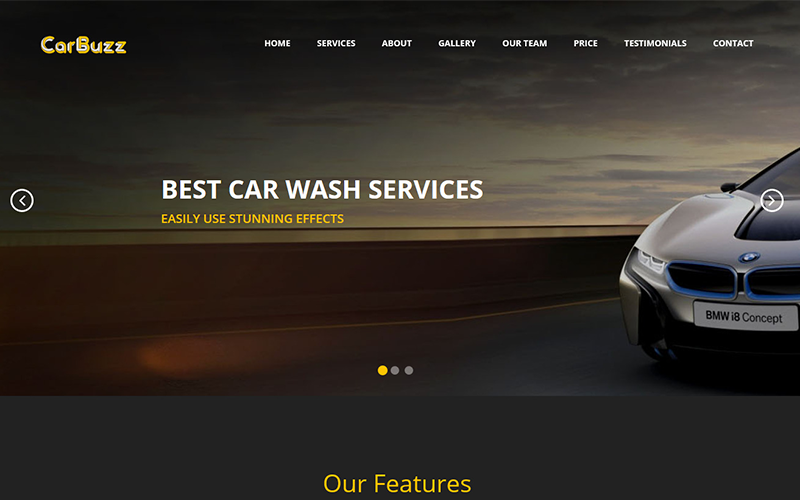 CarBuzz
HOME SERVICES ABOUT GALLERY OUR TEAM PRICE TESTIMONIALS CONTACT
BEST CAR WASH SERVICES
EASILY USE STUNNING EFFECTS
BMW i8 Concept
Our Features